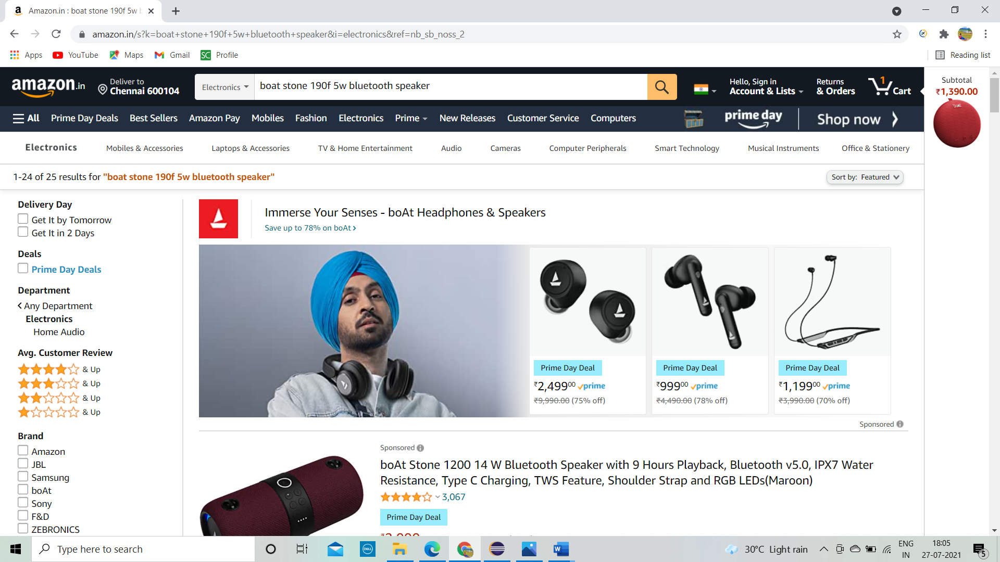 Amazon.in : boat stone 190f 5w b
amazon.in/s?k=boat+stone+190f+5w+bluetooth+speaker&i=electronics&ref=nb_sb_noss_2
Apps YouTube Maps Gmail SC Profile Reading list
amazon.in
Deliver to
Chennai 600104
Electronics boat stone 190f 5w bluetooth speaker
Hello, Sign in
Account & Lists
Returns
& Orders
1
Cart
Subtotal
₹1,390.00
boAt
All Prime Day Deals Best Sellers Amazon Pay Mobiles Fashion Electronics Prime New Releases Customer Service Computers prime day Shop now
Electronics Mobiles & Accessories Laptops & Accessories TV & Home Entertainment Audio Cameras Computer Peripherals Smart Technology Musical Instruments Office & Stationery
1-24 of 25 results for "boat stone 190f 5w bluetooth speaker"
Sort by: Featured
Delivery Day
Get It by Tomorrow
Get It in 2 Days
Deals
Prime Day Deals
Department
Any Department
Electronics
Home Audio
Avg. Customer Review
& Up
& Up
& Up
& Up
Brand
Amazon
JBL
Samsung
boAt
Sony
F&D
ZEBRONICS
Immerse Your Senses - boAt Headphones & Speakers
Save up to 78% on boAt ›
Prime Day Deal
₹2,499.00 prime
₹9,990.00 (75% off)
Prime Day Deal
₹999.00 prime
₹4,490.00 (78% off)
Prime Day Deal
₹1,199.00 prime
₹3,990.00 (70% off)
Sponsored
Sponsored
boAt Stone 1200 14 W Bluetooth Speaker with 9 Hours Playback, Bluetooth v5.0, IPX7 Water
Resistance, Type C Charging, TWS Feature, Shoulder Strap and RGB LEDs(Maroon)
3,067
Prime Day Deal
Type here to search
DELL
W
30°C Light rain
ENG
IN
18:05
27-07-2021
5